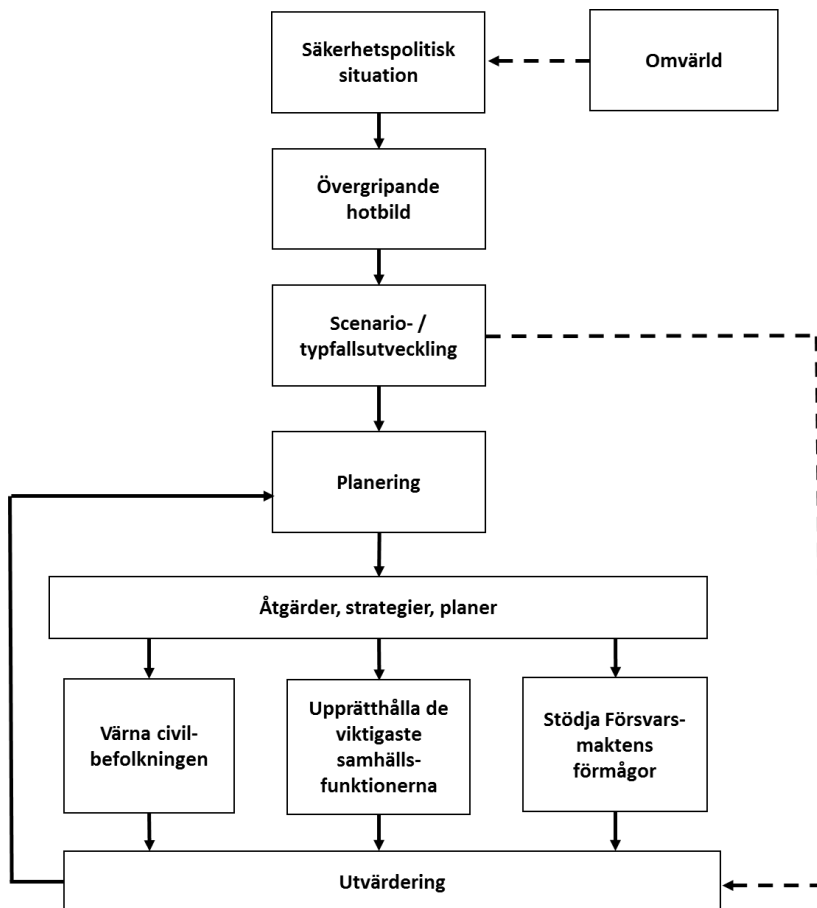 Säkerhetspolitisk
situation
Omvärld
Övergripande
hotbild
Scenario- /
typfallsutveckling
Planering
Åtgärder, strategier, planer
Värna civil-
befolkningen
Upprätthålla de
viktigaste
samhälls-
funktionerna
Stödja Försvars-
maktens
förmågor
Utvärdering